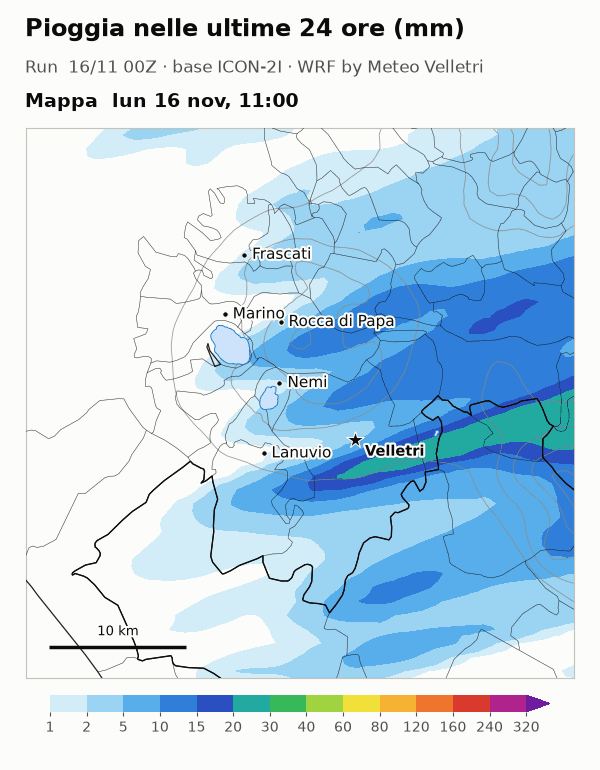 Pioggia nelle ultime 24 ore (mm)
Run 16/11 00Z · base ICON-2I · WRF by Meteo Velletri
Mappa lun 16 nov, 11:00
Frascati
Marino
Rocca di Papa
Nemi
Velletri
Lanuvio
10 km
1 2 5 10 15 20 30 40 60 80 120 160 240 320